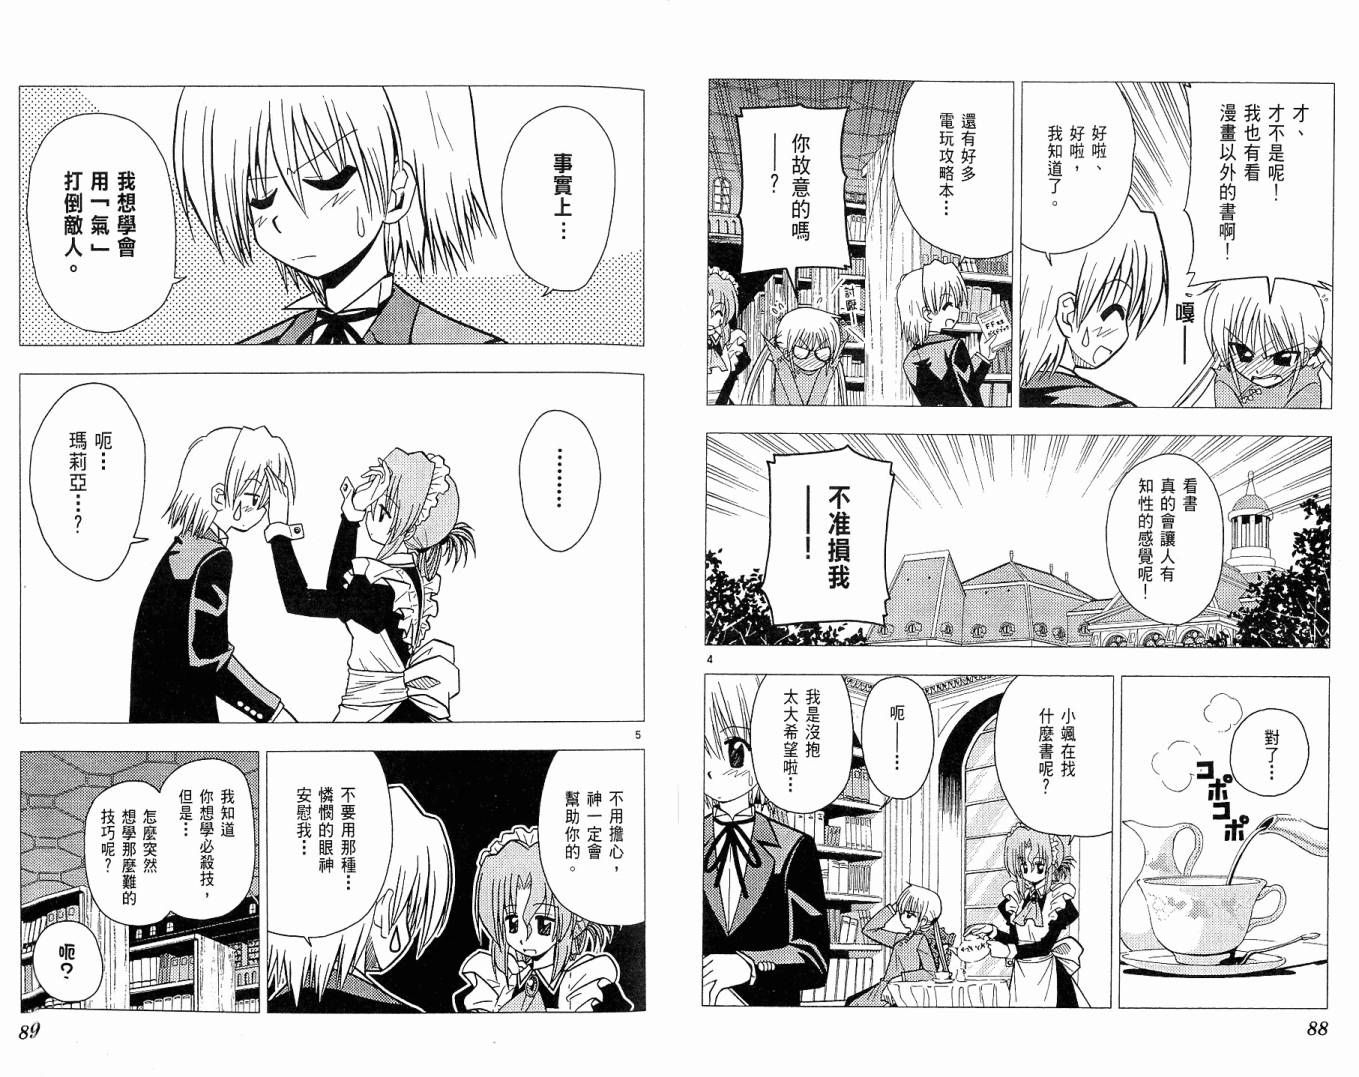 才、
才不是呢！
我也有看
漫畫以外的書啊！
嘎——
好啦、
好啦，
我知道了。
還有好多
電玩攻略本…
討厭
你故意的嗎
——？
看書
真的會讓人有
知性的感覺呢！
不准損我
——！
4
對了…
コポコポ
小颯在找
什麼書呢？
呃——…
我是沒抱
太大希望啦…
88
事實上…
我想學會
用「氣」
打倒敵人。
………
呃…
瑪莉亞…？
5
不用擔心，
神一定會
幫助你的。
不要用那種…
憐憫的眼神
安慰我…
我知道
你想學必殺技，
但是…
怎麼突然
想學那麼難的
技巧呢？
呃？
89